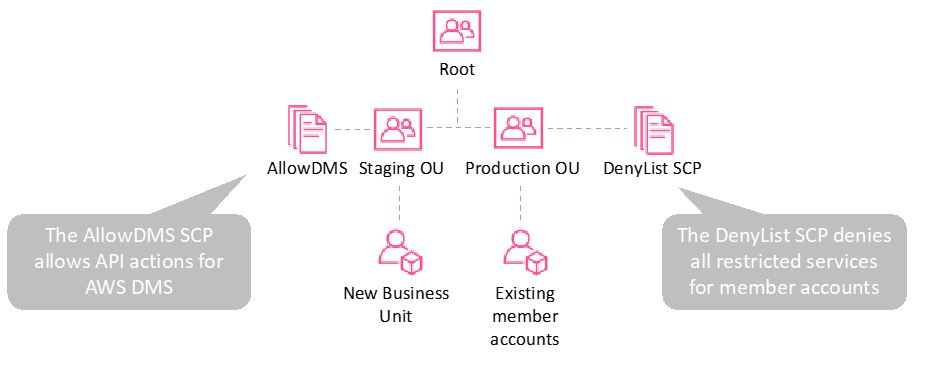 Root
AllowDMS
Staging OU
Production OU
DenyList SCP
The AllowDMS SCP
allows API actions for
AWS DMS
The DenyList SCP denies
all restricted services
for member accounts
New Business
Unit
Existing
member
accounts